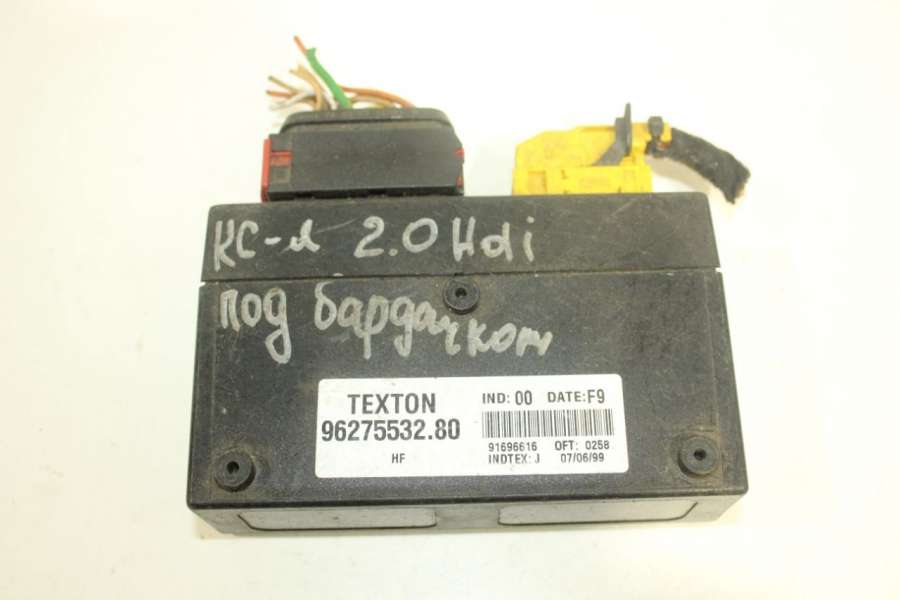 КС-я 2.0 Hdi
под бардачком
TEXTON
96275532.80
HF
IND: 00 DATE: F9
91696616 OFT: 0258
INDTEX: J 07/06/99